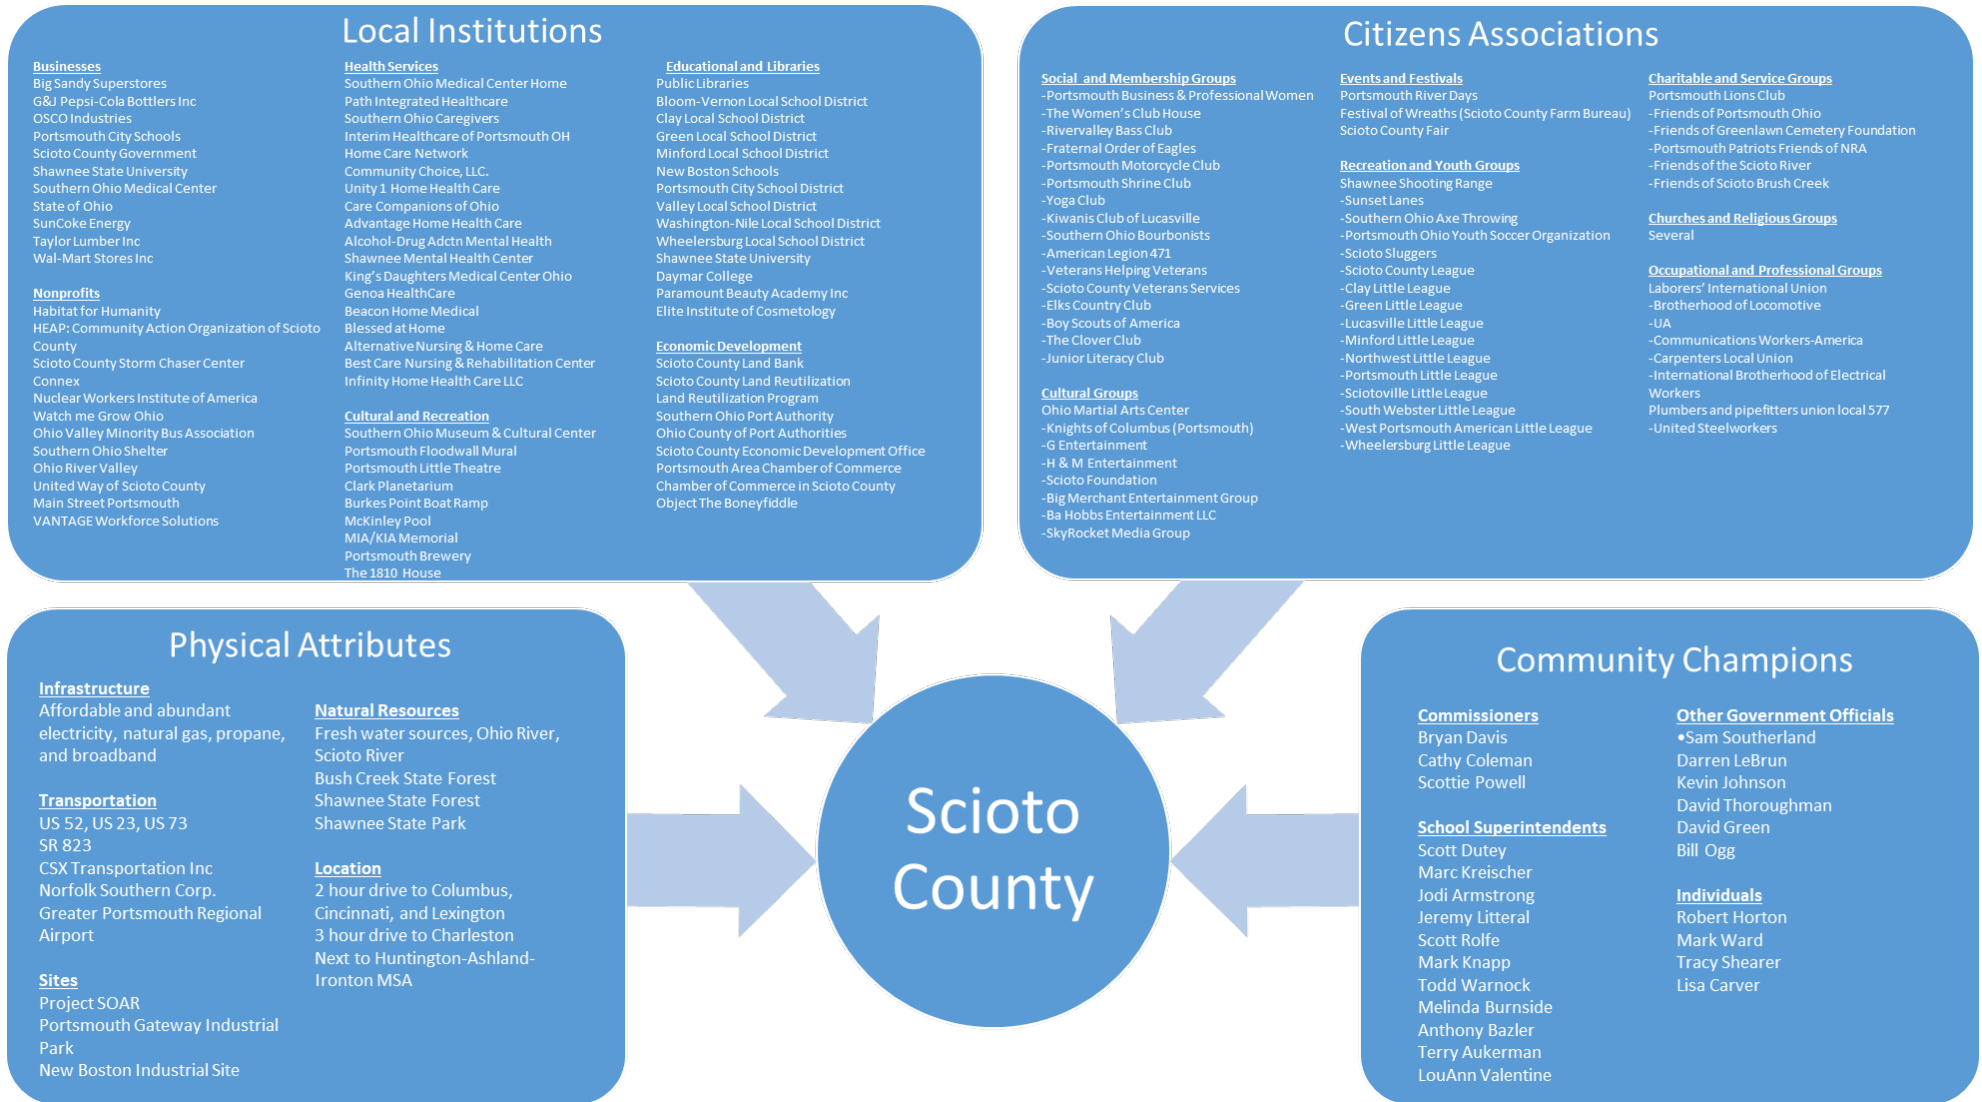 Local Institutions
Businesses
Big Sandy Superstores
G&J Pepsi-Cola Bottlers Inc
OSCO Industries
Portsmouth City Schools
Scioto County Government
Shawnee State University
Southern Ohio Medical Center
State of Ohio
SunCoke Energy
Taylor Lumber Inc
Wal-Mart Stores Inc
Nonprofits
Habitat for Humanity
HEAP: Community Action Organization of Scioto
County
Scioto County Storm Chaser Center
Connex
Nuclear Workers Institute of America
Watch me Grow Ohio
Ohio Valley Minority Bus Association
Southern Ohio Shelter
Ohio River Valley
United Way of Scioto County
Main Street Portsmouth
VANTAGE Workforce Solutions
Health Services
Southern Ohio Medical Center Home
Path Integrated Healthcare
Southern Ohio Caregivers
Interim Healthcare of Portsmouth OH
Home Care Network
Community Choice, LLC.
Unity 1 Home Health Care
Care Companions of Ohio
Advantage Home Health Care
Alcohol-Drug Adctn Mental Health
Shawnee Mental Health Center
King's Daughters Medical Center Ohio
Genoa HealthCare
Beacon Home Medical
Blessed at Home
Alternative Nursing & Home Care
Best Care Nursing & Rehabilitation Center
Infinity Home Health Care LLC
Cultural and Recreation
Southern Ohio Museum & Cultural Center
Portsmouth Floodwall Mural
Portsmouth Little Theatre
Clark Planetarium
Burkes Point Boat Ramp
McKinley Pool
MIA/KIA Memorial
Portsmouth Brewery
The 1810 House
Educational and Libraries
Public Libraries
Bloom-Vernon Local School District
Clay Local School District
Green Local School District
Minford Local School District
New Boston Schools
Portsmouth City School District
Valley Local School District
Washington-Nile Local School District
Wheelersburg Local School District
Shawnee State University
Daymar College
Paramount Beauty Academy Inc
Elite Institute of Cosmetology
Economic Development
Scioto County Land Bank
Scioto County Land Reutilization
Land Reutilization Program
Southern Ohio Port Authority
Ohio County of Port Authorities
Scioto County Economic Development Office
Portsmouth Area Chamber of Commerce
Chamber of Commerce in Scioto County
Object The Boneyfiddle
Citizens Associations
Social and Membership Groups
-Portsmouth Business & Professional Women
-The Women's Club House
-Rivervalley Bass Club
-Fraternal Order of Eagles
-Portsmouth Motorcycle Club
-Portsmouth Shrine Club
-Yoga Club
-Kiwanis Club of Lucasville
-Southern Ohio Bourbonists
-American Legion 471
-Veterans Helping Veterans
-Scioto County Veterans Services
-Elks Country Club
-Boy Scouts of America
-The Clover Club
-Junior Literacy Club
Cultural Groups
Ohio Martial Arts Center
-Knights of Columbus (Portsmouth)
-G Entertainment
-H & M Entertainment
-Scioto Foundation
-Big Merchant Entertainment Group
-Ba Hobbs Entertainment LLC
-SkyRocket Media Group
Events and Festivals
Portsmouth River Days
Festival of Wreaths (Scioto County Farm Bureau)
Scioto County Fair
Recreation and Youth Groups
Shawnee Shooting Range
-Sunset Lanes
-Southern Ohio Axe Throwing
-Portsmouth Ohio Youth Soccer Organization
-Scioto Sluggers
-Scioto County League
-Clay Little League
-Green Little League
-Lucasville Little League
-Minford Little League
-Northwest Little League
-Portsmouth Little League
-Sciotoville Little League
-South Webster Little League
-West Portsmouth American Little League
-Wheelersburg Little League
Charitable and Service Groups
Portsmouth Lions Club
-Friends of Portsmouth Ohio
-Friends of Greenlawn Cemetery Foundation
-Portsmouth Patriots Friends of NRA
-Friends of the Scioto River
-Friends of Scioto Brush Creek
Churches and Religious Groups
Several
Occupational and Professional Groups
Laborers' International Union
-Brotherhood of Locomotive
-UA
-Communications Workers-America
-Carpenters Local Union
-International Brotherhood of Electrical
Workers
Plumbers and pipefitters union local 577
-United Steelworkers
Physical Attributes
Infrastructure
Affordable and abundant
electricity, natural gas, propane,
and broadband
Transportation
US 52, US 23, US 73
SR 823
CSX Transportation Inc
Norfolk Southern Corp.
Greater Portsmouth Regional
Airport
Sites
Project SOAR
Portsmouth Gateway Industrial
Park
New Boston Industrial Site
Natural Resources
Fresh water sources, Ohio River,
Scioto River
Bush Creek State Forest
Shawnee State Forest
Shawnee State Park
Location
2 hour drive to Columbus,
Cincinnati, and Lexington
3 hour drive to Charleston
Next to Huntington-Ashland-
Ironton MSA
Scioto
County
Community Champions
Commissioners
Bryan Davis
Cathy Coleman
Scottie Powell
School Superintendents
Scott Dutey
Marc Kreischer
Jodi Armstrong
Jeremy Litteral
Scott Rolfe
Mark Knapp
Todd Warnock
Melinda Burnside
Anthony Bazler
Terry Aukerman
LouAnn Valentine
Other Government Officials
•Sam Southerland
Darren LeBrun
Kevin Johnson
David Thoroughman
David Green
Bill Ogg
Individuals
Robert Horton
Mark Ward
Tracy Shearer
Lisa Carver